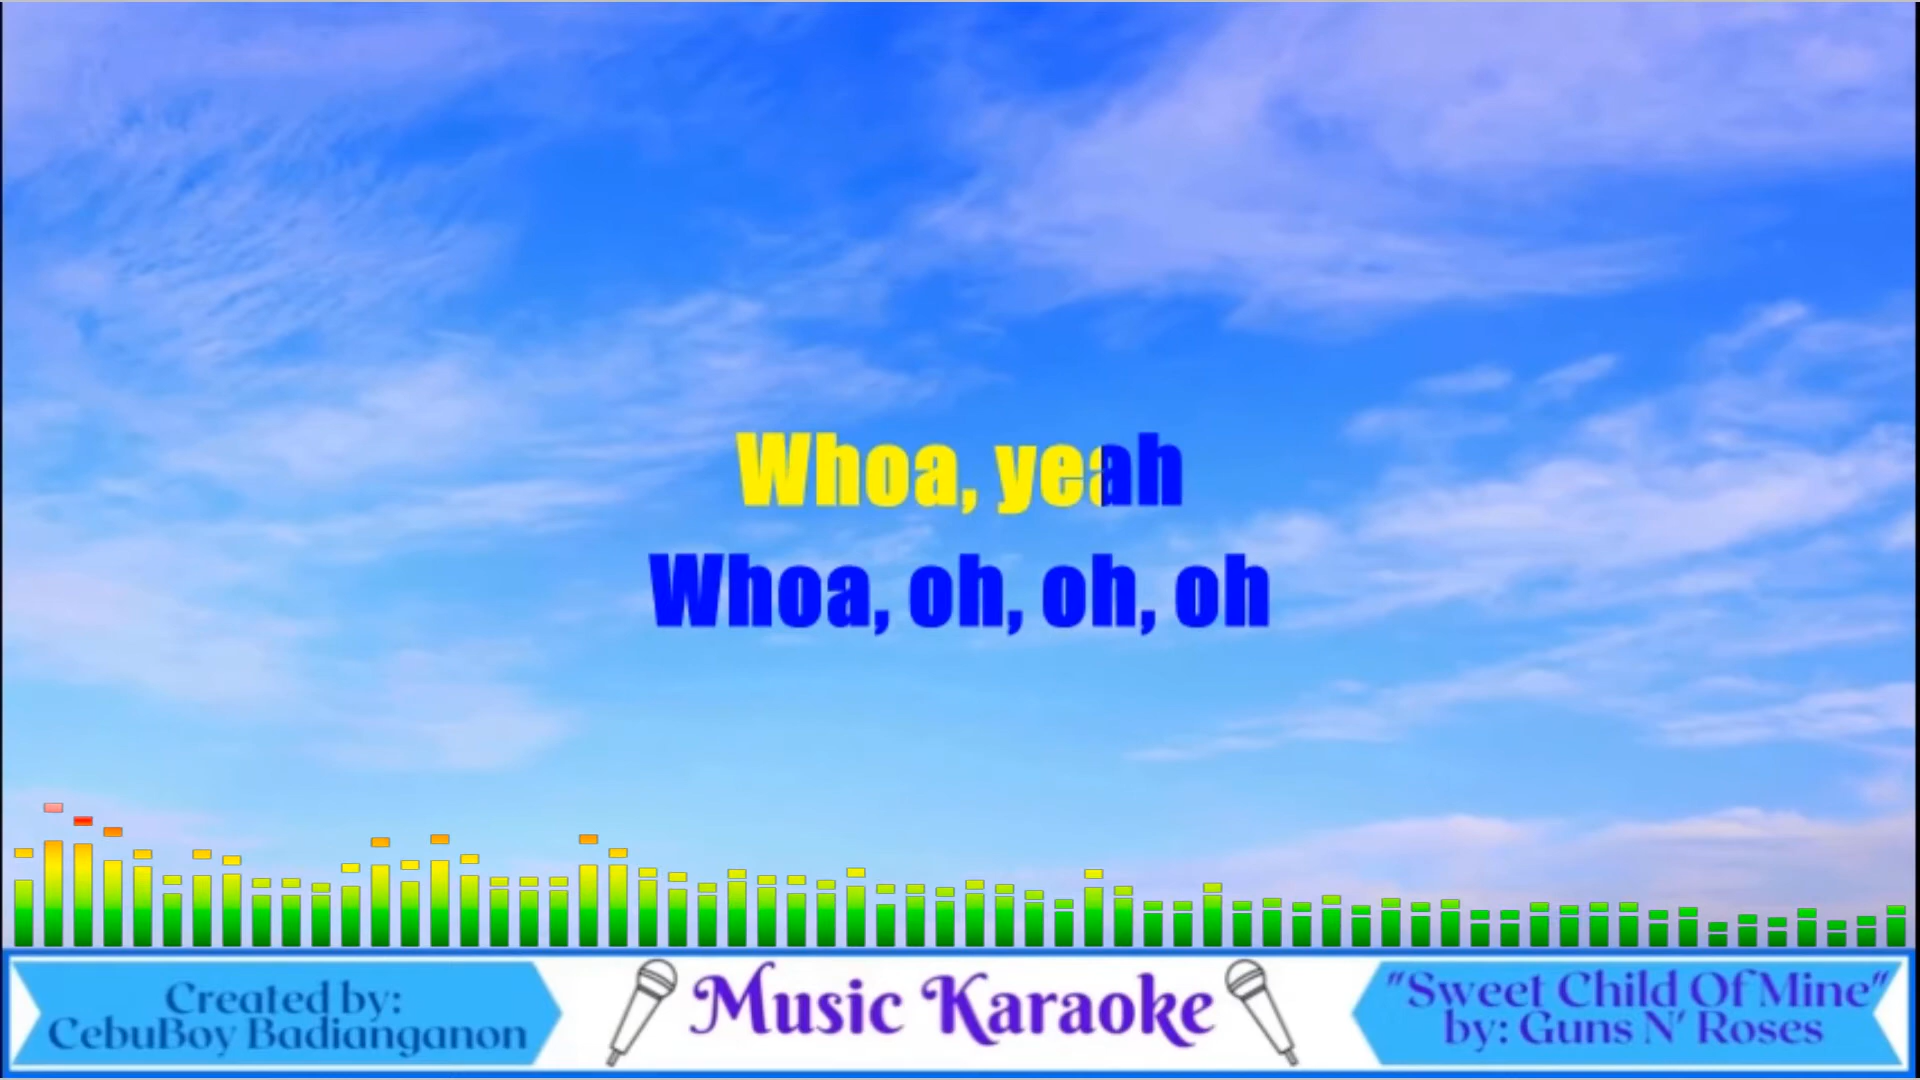 Whoa, yeah
Whoa, oh, oh, oh
Created by:
CebuBoy Badianganon
Music Karaoke
"Sweet Child Of Mine"
by: Guns N' Roses